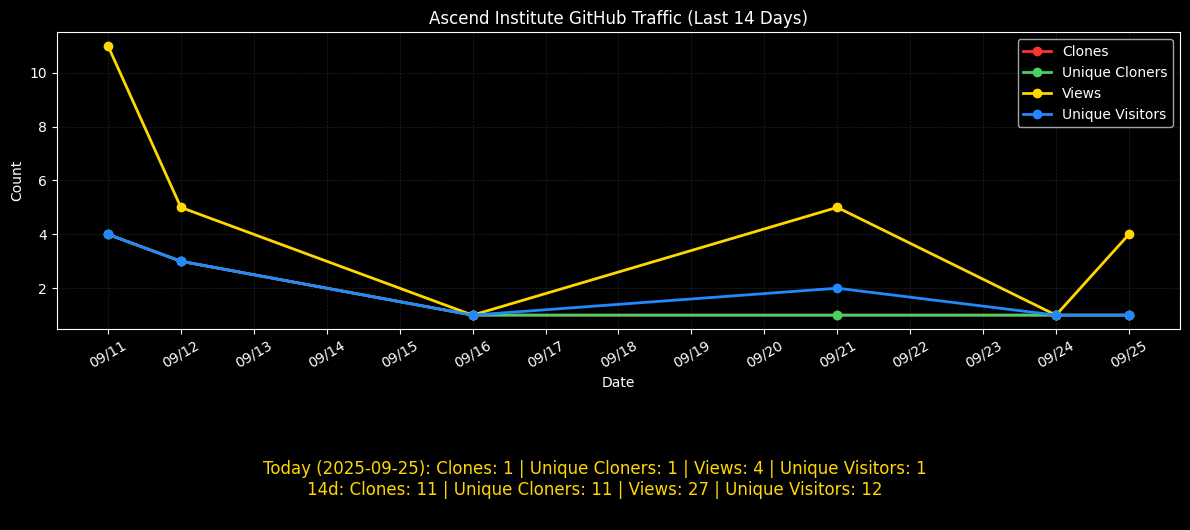 Ascend Institute GitHub Traffic (Last 14 Days)
Clones
Unique Cloners
Views
Unique Visitors
Count
10
8
6
4
2
09/11
09/12
09/13
09/14
09/15
09/16
09/17
09/18
09/19
09/20
09/21
09/22
09/23
09/24
09/25
Date
Today (2025-09-25): Clones: 1 | Unique Cloners: 1 | Views: 4 | Unique Visitors: 1
14d: Clones: 11 | Unique Cloners: 11 | Views: 27 | Unique Visitors: 12